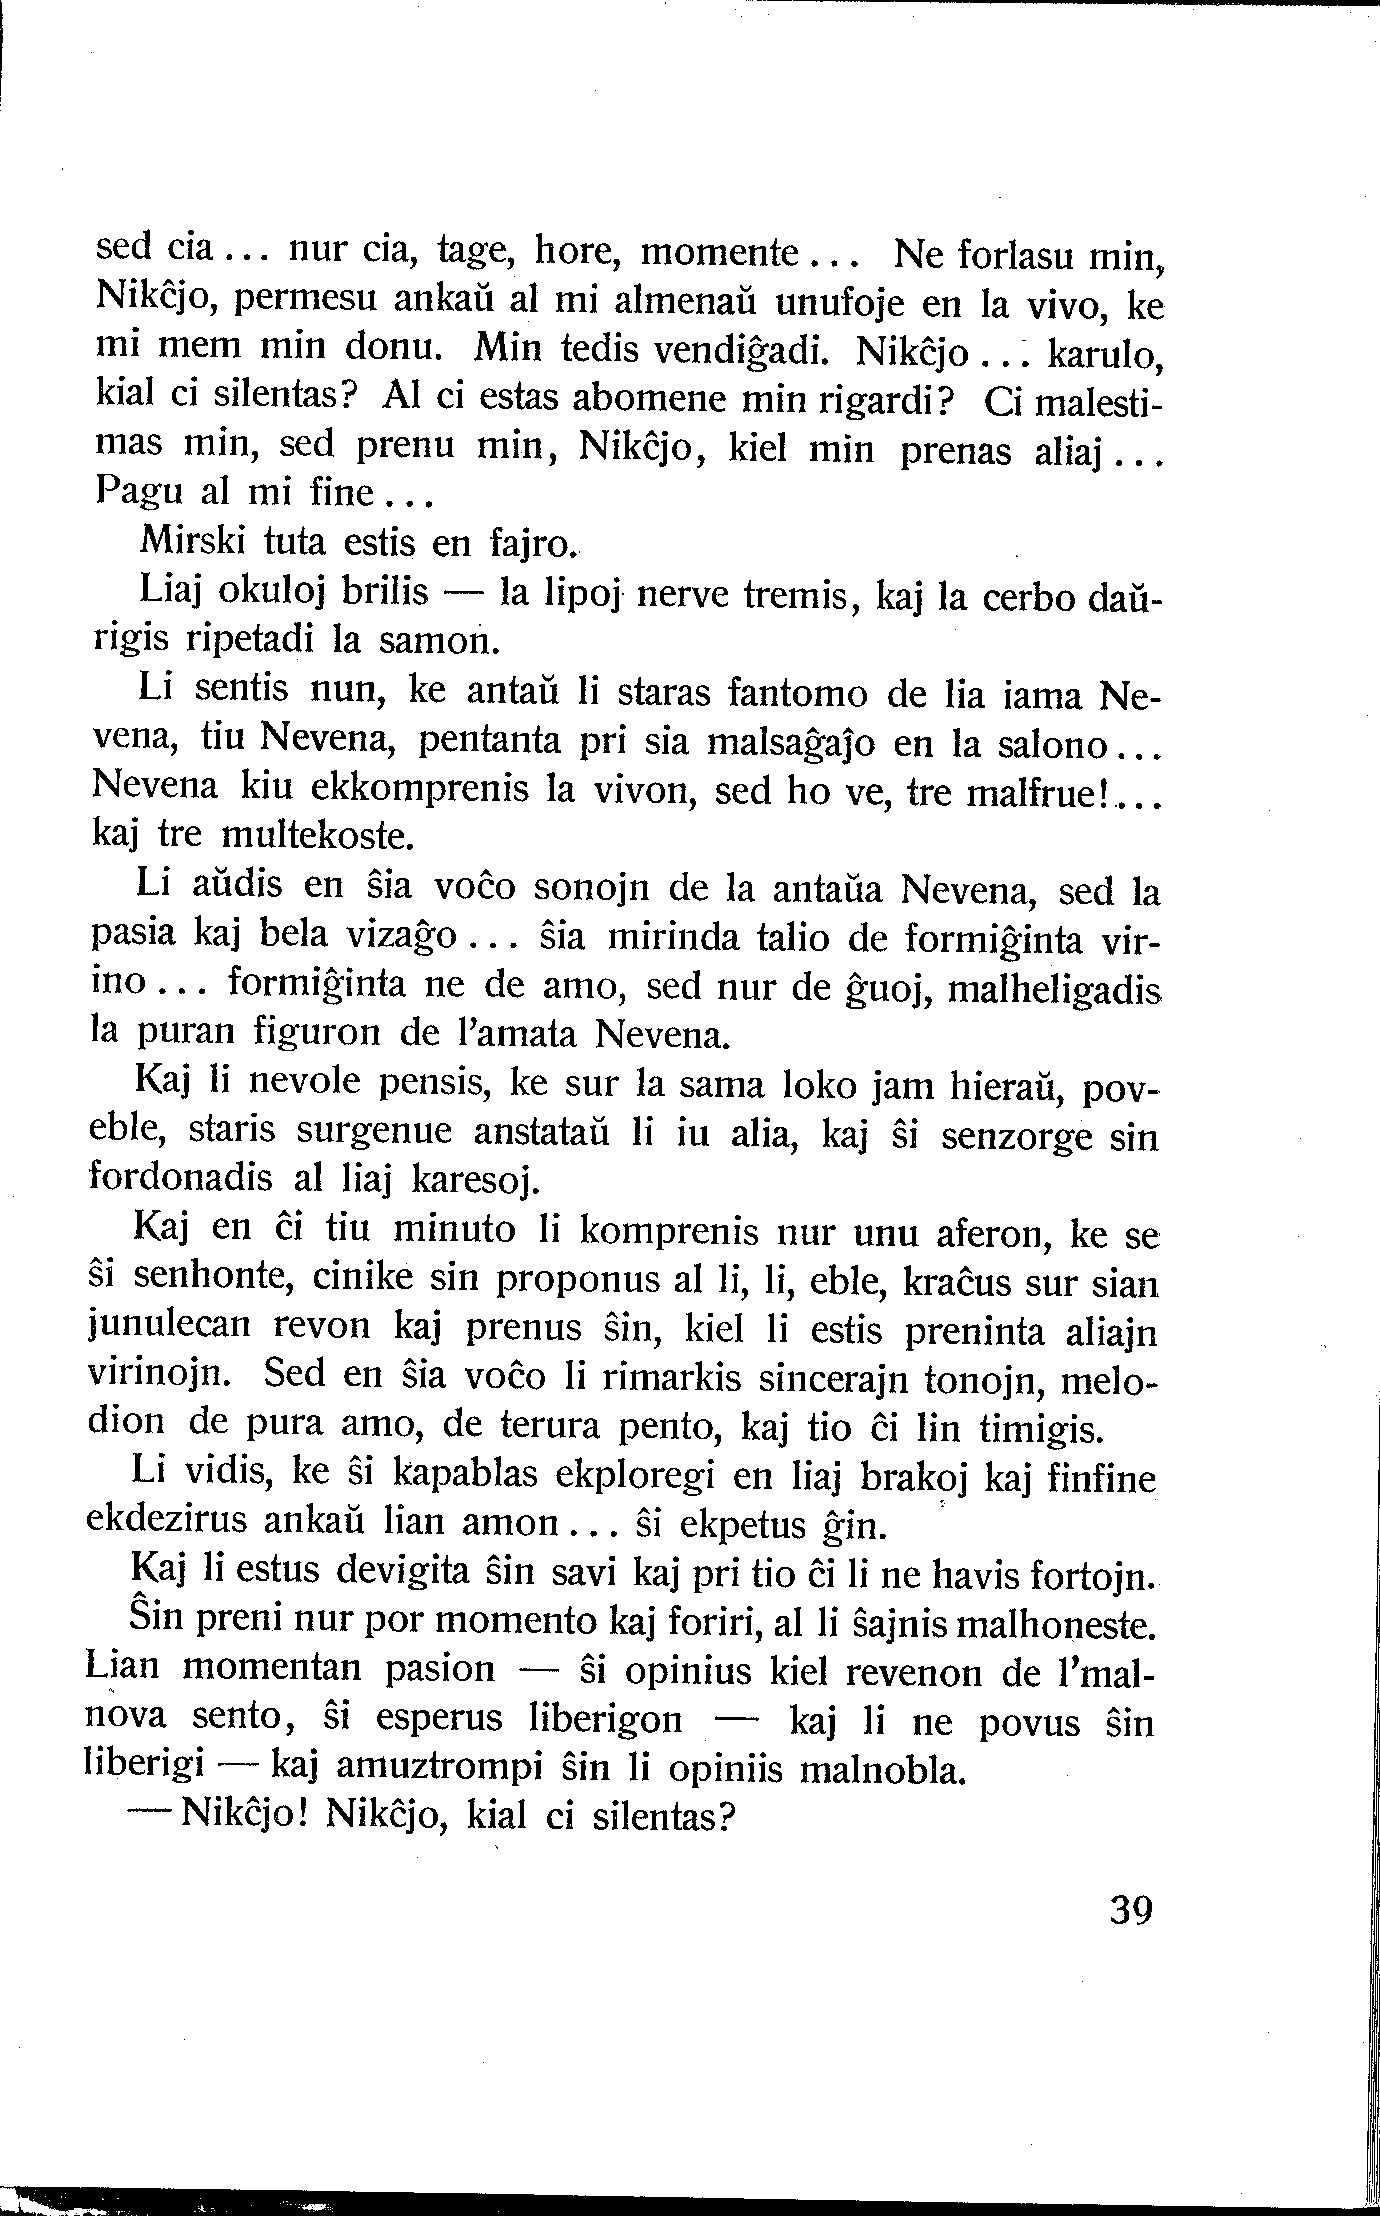 sed cia ... nur cia, tage, hore, momente ... Ne forlasu min,
Nikĉjo, permesu ankaŭ al mi almenaŭ unufoje en la vivo, ke
mi mem min donu. Min tedis vendiĝadi. Nikĉjo ... karulo,
kial ci silentas? Al ci estas abomene min rigardi? Ci malesti-
mas min, sed prenu min, Nikĉjo, kiel min prenas aliaj ...
Pagu al mi fine ...
Mirski tuta estis en fajro.
Liaj okuloj brilis — la lipoj nerve tremis, kaj la cerbo daŭ-
rigis ripetadi la samon.
Li sentis nun, ke antaŭ li staras fantomo de lia iama Ne-
vena, tiu Nevena, pentanta pri sia malsaĝaĵo en la salono ...
Nevena kiu ekkomprenis la vivon, sed ho ve, tre malfrue! ...
kaj tre multekoste.
Li aŭdis en ŝia voĉo sonojn de la antaŭa Nevena, sed la
pasia kaj bela vizaĝo ... ŝia mirinda talio de formiĝinta vir-
ino ... formiĝinta ne de amo, sed nur de ĝuoj, malheligadis
la puran figuron de l'amata Nevena.
Kaj li nevole pensis, ke sur la sama loko jam hieraŭ, pov-
eble, staris surgenue anstataŭ li iu alia, kaj ŝi senzorge sin
fordonadis al liaj karesoj.
Kaj en ĉi tiu minuto li komprenis nur unu aferon, ke se
ŝi senhonte, cinike sin proponus al li, li, eble, kraĉus sur sian
junulecan revon kaj prenus ŝin, kiel li estis preninta aliajn
virinojn. Sed en ŝia voĉo li rimarkis sincerajn tonojn, melo-
dion de pura amo, de terura pento, kaj tio ĉi lin timigis.
Li vidis, ke ŝi kapablas ekploregi en liaj brakoj kaj finfine
ekdezirus ankaŭ lian amon ... ŝi ekpetus ĝin.
Kaj li estus devigita ŝin savi kaj pri tio ĉi li ne havis fortojn.
Ŝin preni nur por momento kaj foriri, al li ŝajnis malhoneste.
Lian momentan pasion — ŝi opinius kiel revenon de l'mal-
nova sento, ŝi esperus liberigon — kaj li ne povus ŝin
liberigi — kaj amuztrompi ŝin li opiniis malnobla.
— Nikĉjo! Nikĉjo, kial ci silentas?
39